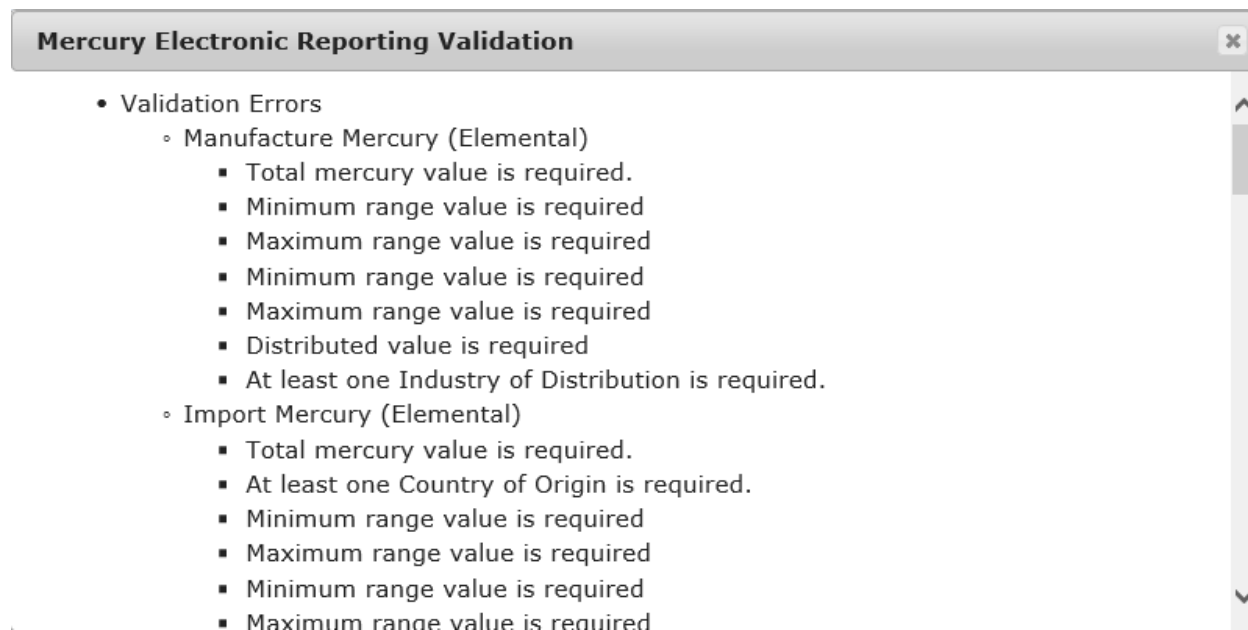 Mercury Electronic Reporting Validation
Validation Errors
Manufacture Mercury (Elemental)
Total mercury value is required.
Minimum range value is required
Maximum range value is required
Minimum range value is required
Maximum range value is required
Distributed value is required
At least one Industry of Distribution is required.
Import Mercury (Elemental)
Total mercury value is required.
At least one Country of Origin is required.
Minimum range value is required
Maximum range value is required
Minimum range value is required
Maximum range value is required